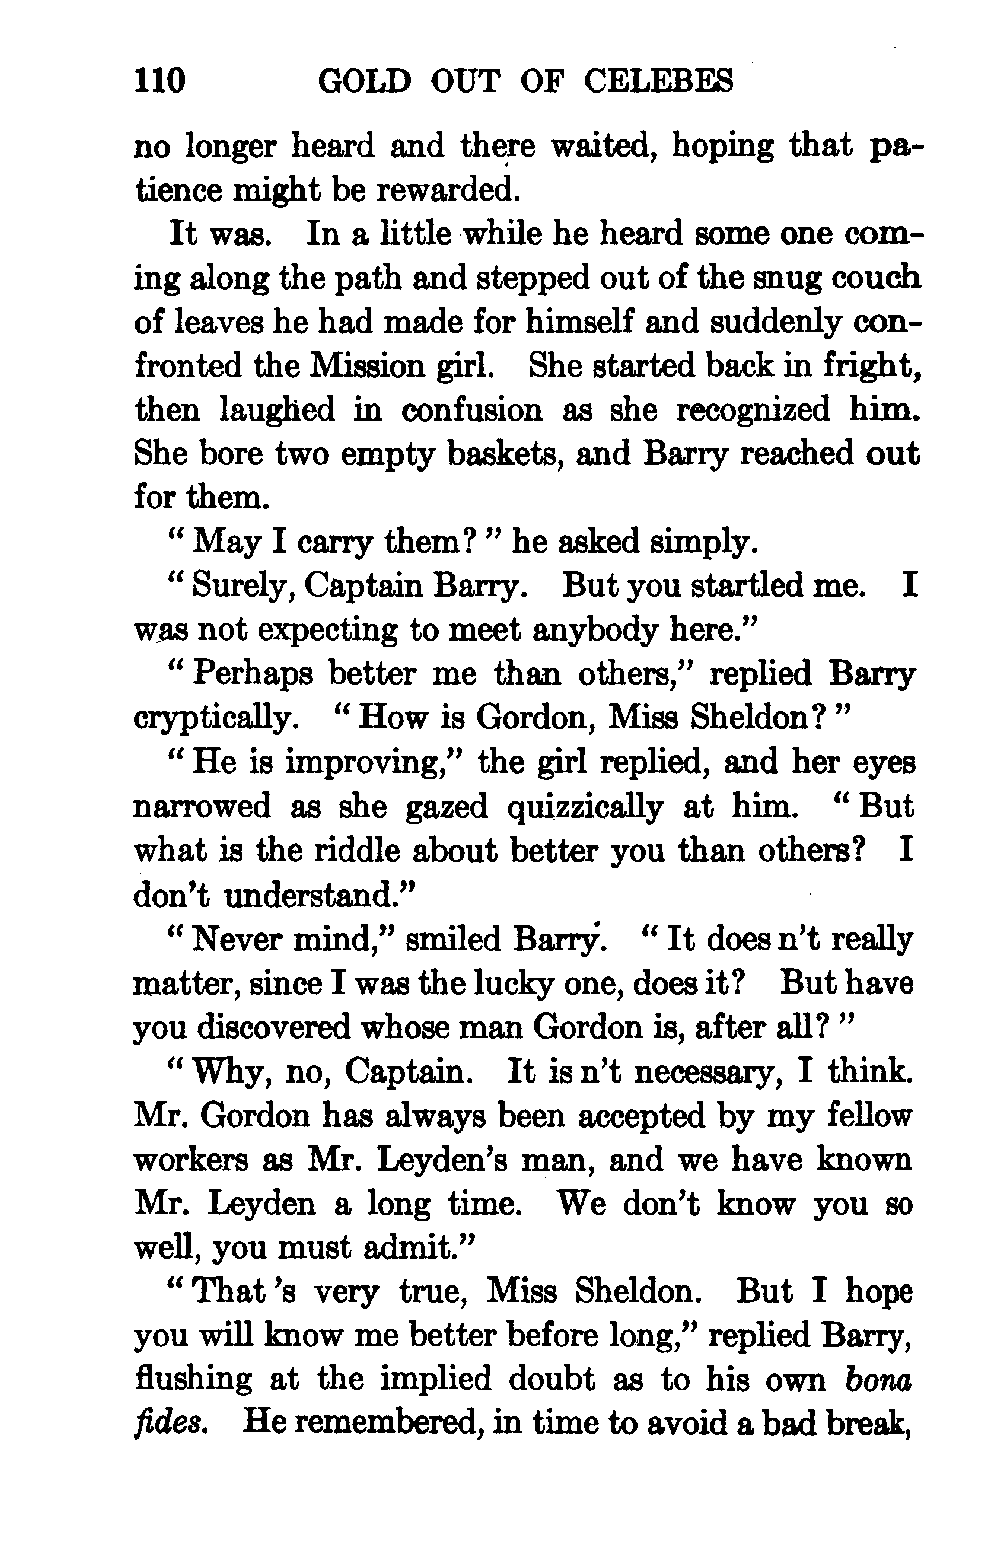 110 GOLD OUT OF CELEBES
no longer heard and there waited, hoping that pa-
tience might be rewarded.
It was. In a little while he heard some one com-
ing along the path and stepped out of the snug couch
of leaves he had made for himself and suddenly con-
fronted the Mission girl. She started back in fright,
then laughed in confusion as she recognized him.
She bore two empty baskets, and Barry reached out
for them.
" May I carry them? " he asked simply.
" Surely, Captain Barry. But you startled me. I
was not expecting to meet anybody here."
" Perhaps better me than others," replied Barry
cryptically. " How is Gordon, Miss Sheldon? "
" He is improving," the girl replied, and her eyes
narrowed as she gazed quizzically at him. " But
what is the riddle about better you than others? I
don't understand."
" Never mind," smiled Barry. " It does n't really
matter, since I was the lucky one, does it? But have
you discovered whose man Gordon is, after all? "
" Why, no, Captain. It is n't necessary, I think.
Mr. Gordon has always been accepted by my fellow
workers as Mr. Leyden's man, and we have known
Mr. Leyden a long time. We don't know you so
well, you must admit."
" That 's very true, Miss Sheldon. But I hope
you will know me better before long," replied Barry,
flushing at the implied doubt as to his own bona
fides. He remembered, in time to avoid a bad break,